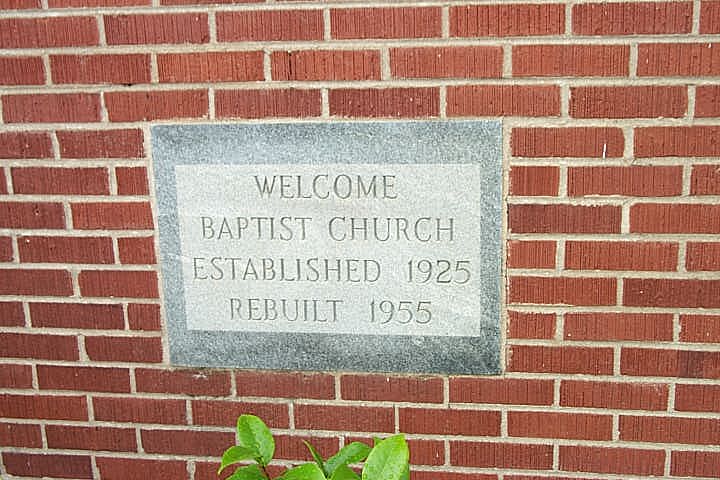 WELCOME
BAPTIST CHURCH
ESTABLISHED 1925
REBUILT 1955